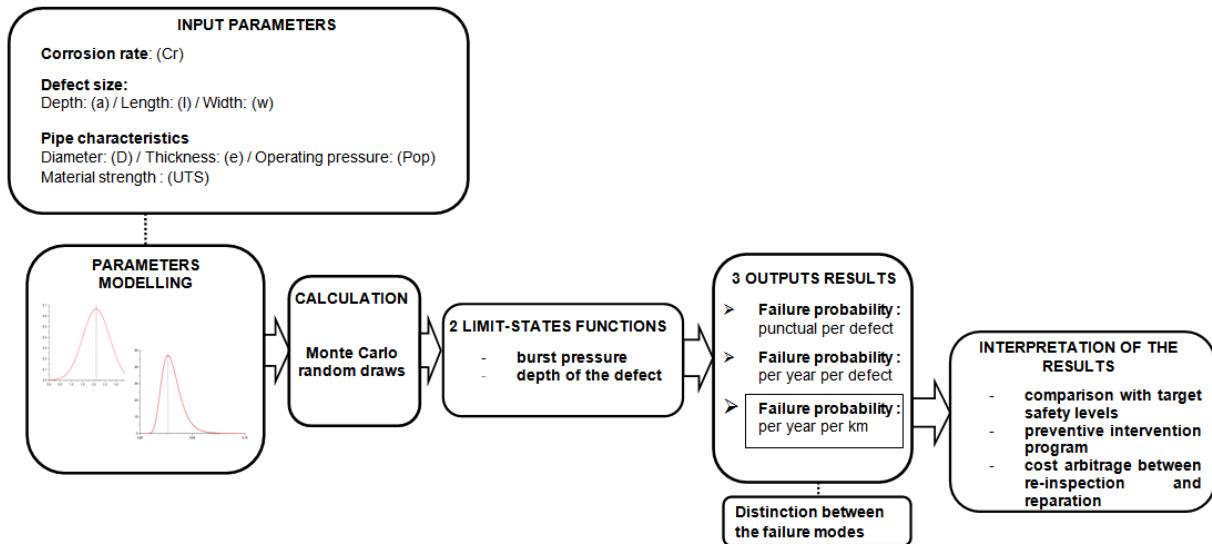 INPUT PARAMETERS
Corrosion rate: (Cr)
Defect size:
Depth: (a) / Length: (l) / Width: (w)
Pipe characteristics
Diameter: (D) / Thickness: (e) / Operating pressure: (Pop)
Material strength : (UTS)
PARAMETERS
MODELLING
CALCULATION
Monte Carlo
random draws
2 LIMIT-STATES FUNCTIONS
- burst pressure
- depth of the defect
3 OUTPUTS RESULTS
➢ Failure probability :
punctual per defect
➢ Failure probability :
per year per defect
➢ Failure probability :
per year per km
Distinction between
the failure modes
INTERPRETATION OF THE
RESULTS
- comparison with target
safety levels
- preventive intervention
program
- cost arbitrage between
re-inspection and
reparation